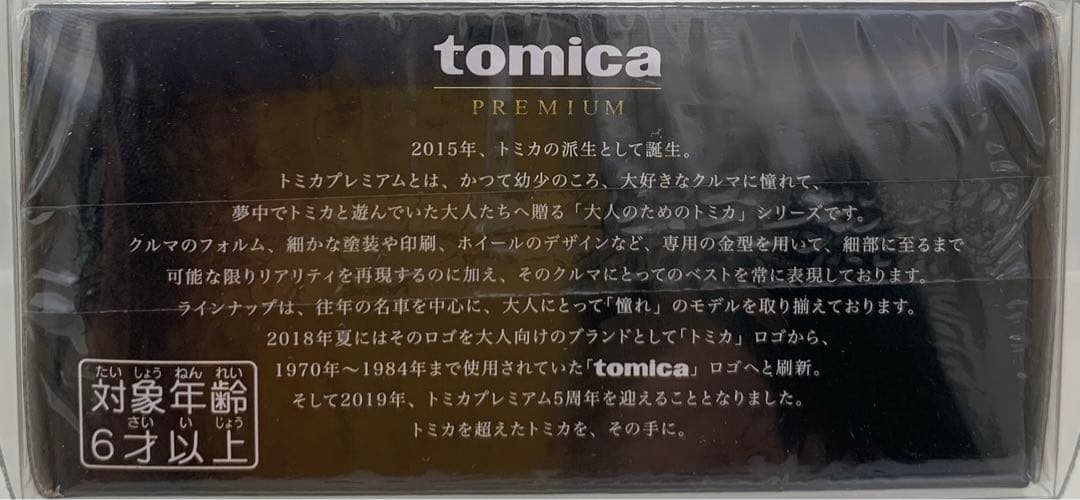 tomica
PREMIUM
2015年、トミカの派生として誕生。
トミカプレミアムとは、かつて幼少のころ、大好きなクルマに憧れて、
夢中でトミカと遊んでいた大人たちへ贈る「大人のためのトミカ」シリーズです。
クルマのフォルム、細かな塗装や印刷、ホイールのデザインなど、専用の金型を用いて、細部に至るまで
可能な限りリアリティを再現するのに加え、そのクルマにとってのベストを常に表現しております。
ラインナップは、往年の名車を中心に、大人にとって「憧れ」のモデルを取り揃えております。
2018年夏にはそのロゴを大人向けのブランドとして「トミカ」ロゴから、
1970年～1984年まで使用されていた「tomica」ロゴへと刷新。
そして2019年、トミカプレミアム5周年を迎えることとなりました。
トミカを超えたトミカを、その手に。
たい しょう ねん れい
対象年齢
さい い じょう
6才以上